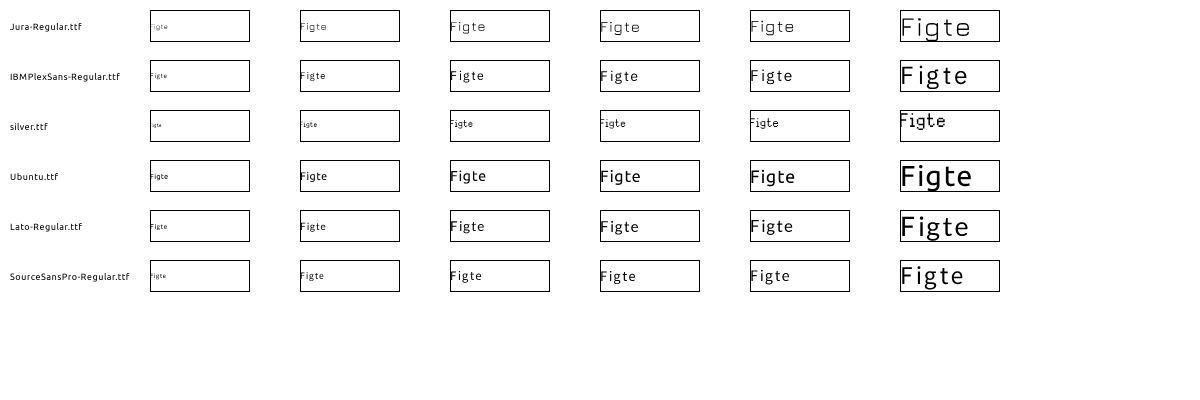 Jura-Regular.ttf Figte Figte Figte Figte Figte Figte
IBMPlexSans-Regular.ttf Figte Figte Figte Figte Figte Figte
silver.ttf Figte Figte Figte Figte Figte Figte
Ubuntu.ttf Figte Figte Figte Figte Figte Figte
Lato-Regular.ttf Figte Figte Figte Figte Figte Figte
SourceSansPro-Regular.ttf Figte Figte Figte Figte Figte Figte